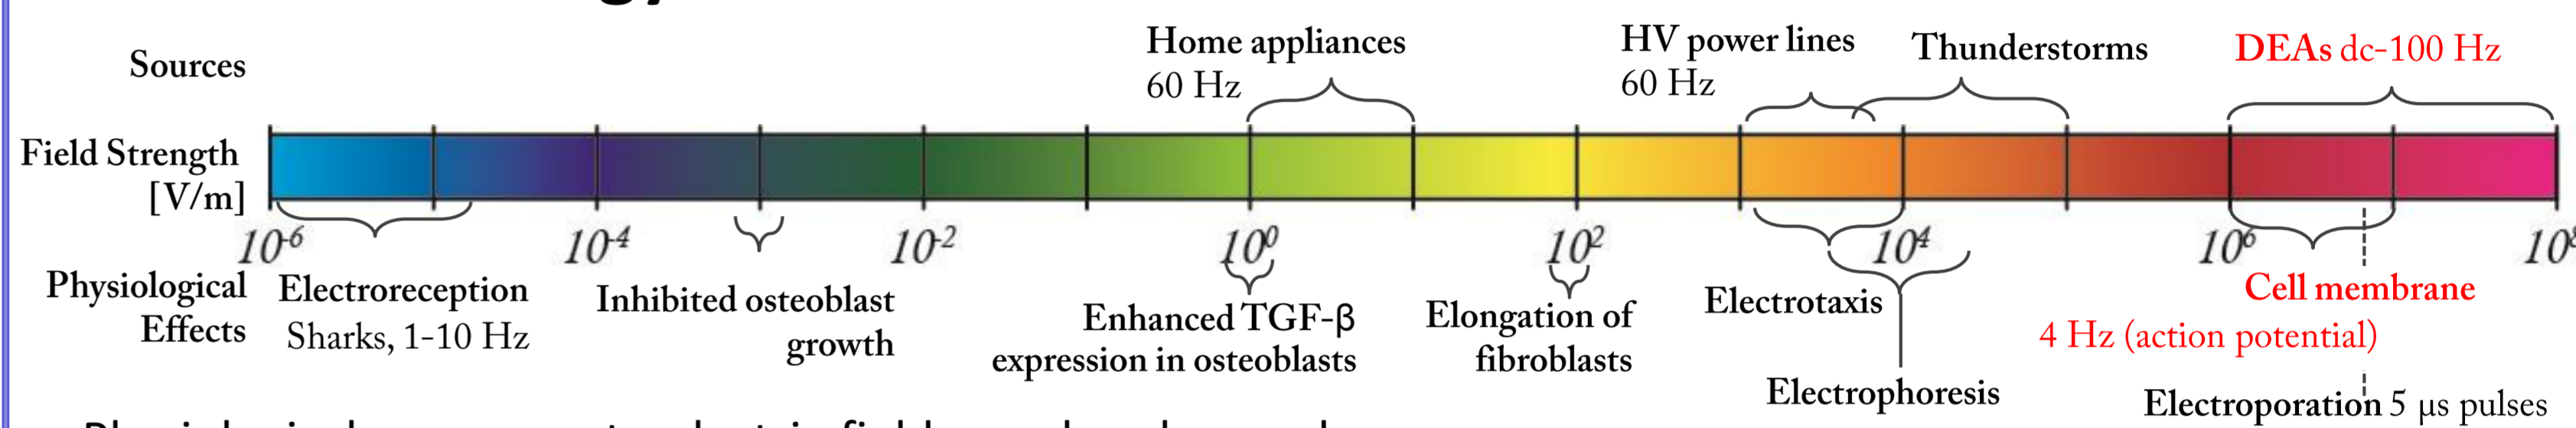 Sources
Home appliances
60 Hz
HV power lines
60 Hz
Thunderstorms
DEAs dc-100 Hz
Field Strength
[V/m]
10-6 10-4 10-2 100 102 104 106 108
Physiological
Effects
Electroreception
Sharks, 1-10 Hz
Inhibited osteoblast
growth
Enhanced TGF-β
expression in osteoblasts
Elongation of
fibroblasts
Electrotaxis
Electrophoresis
Cell membrane
4 Hz (action potential)
Electroporation 5 µs pulses